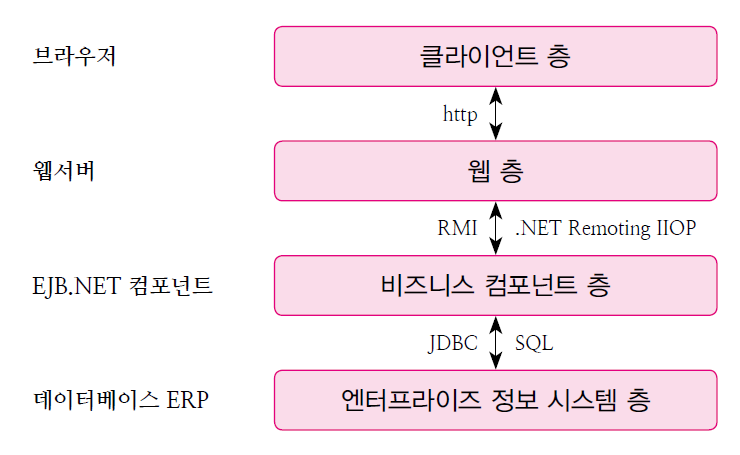 브라우저 클라이언트 층
http
웹서버 웹 층
RMI .NET Remoting IIOP
EJB.NET 컴포넌트 비즈니스 컴포넌트 층
JDBC SQL
데이터베이스 ERP 엔터프라이즈 정보 시스템 층